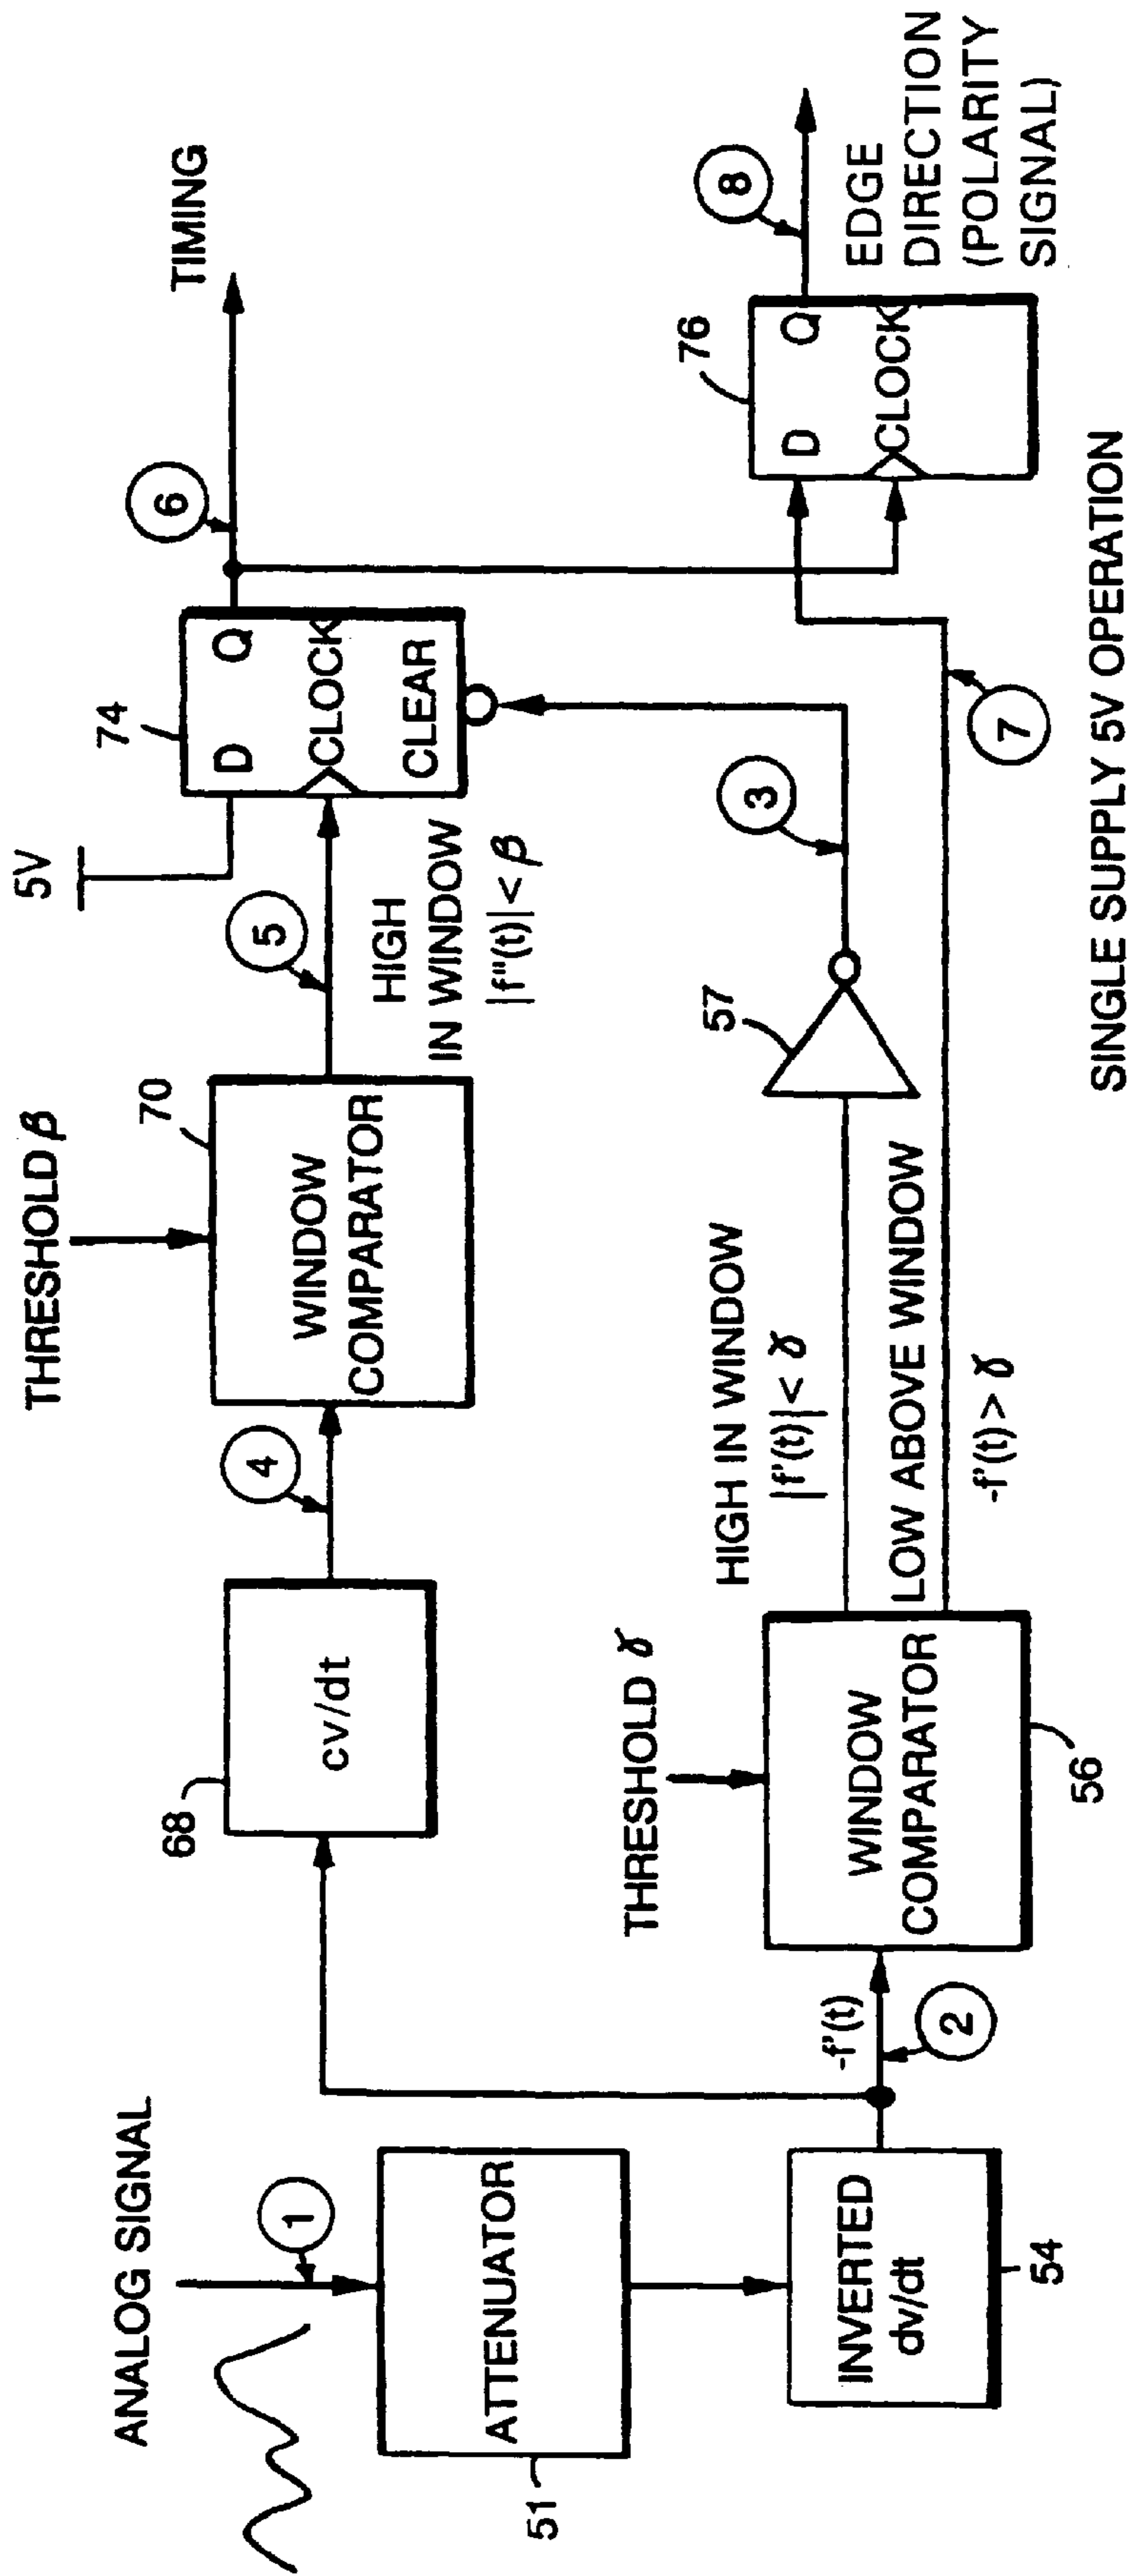 ANALOG SIGNAL
1
ATTENUATOR
51
INVERTED
dv/dt
54
-f'(t)
2
68
cv/dt
4
THRESHOLD β
70
WINDOW
COMPARATOR
5
HIGH
IN WINDOW
|f"(t)| < β
5V
74
D Q
CLOCK
CLEAR
6
TIMING
THRESHOLD ɣ
WINDOW
COMPARATOR
56
HIGH IN WINDOW
|f'(t)| < ɣ
LOW ABOVE WINDOW
-f'(t) > ɣ
57
3
7
76
D Q
CLOCK
8
EDGE
DIRECTION
(POLARITY
SIGNAL)
SINGLE SUPPLY 5V OPERATION